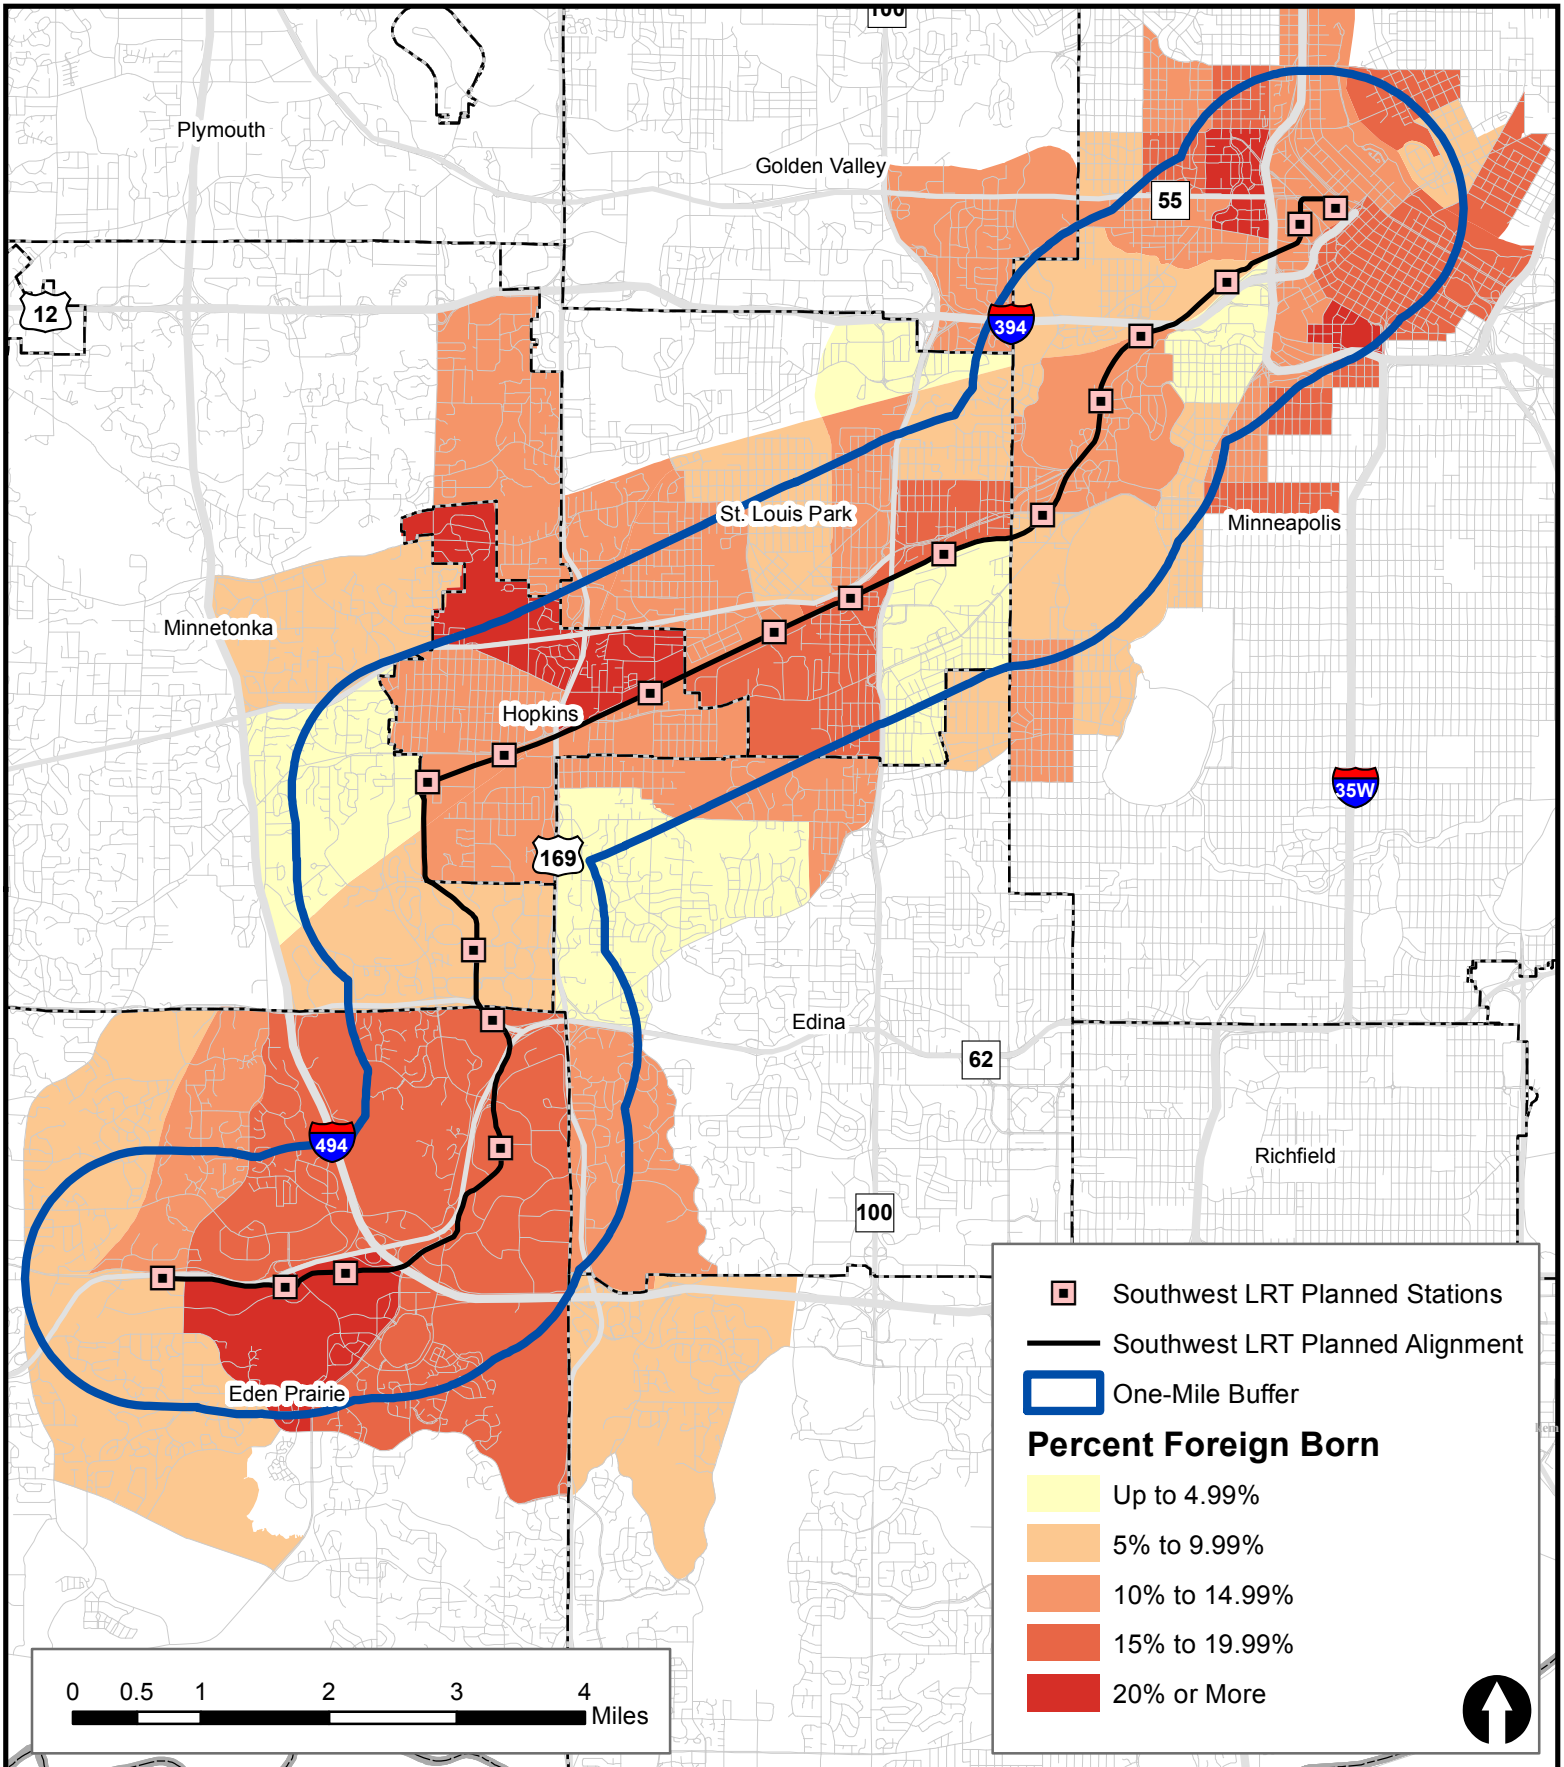 100
Plymouth
Golden Valley
55
12
394
St. Louis Park
Minneapolis
Minnetonka
Hopkins
35W
169
Edina
62
494
Richfield
100
Eden Prairie
Southwest LRT Planned Stations
Southwest LRT Planned Alignment
One-Mile Buffer
Percent Foreign Born
Up to 4.99%
5% to 9.99%
10% to 14.99%
15% to 19.99%
20% or More
0 0.5 1 2 3 4
Miles